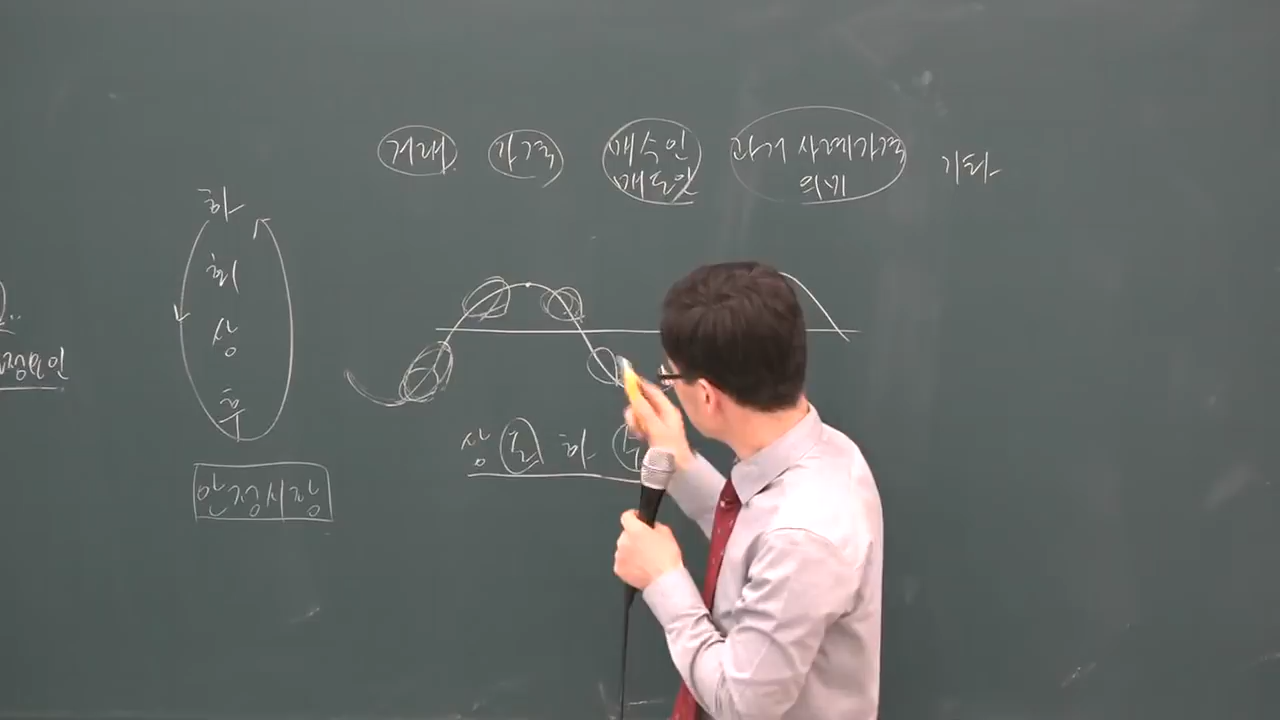 거래 가격 매수인 과거 사례가격 기타
매도인 의미
하
회
상
후
안정시장
상 후 하